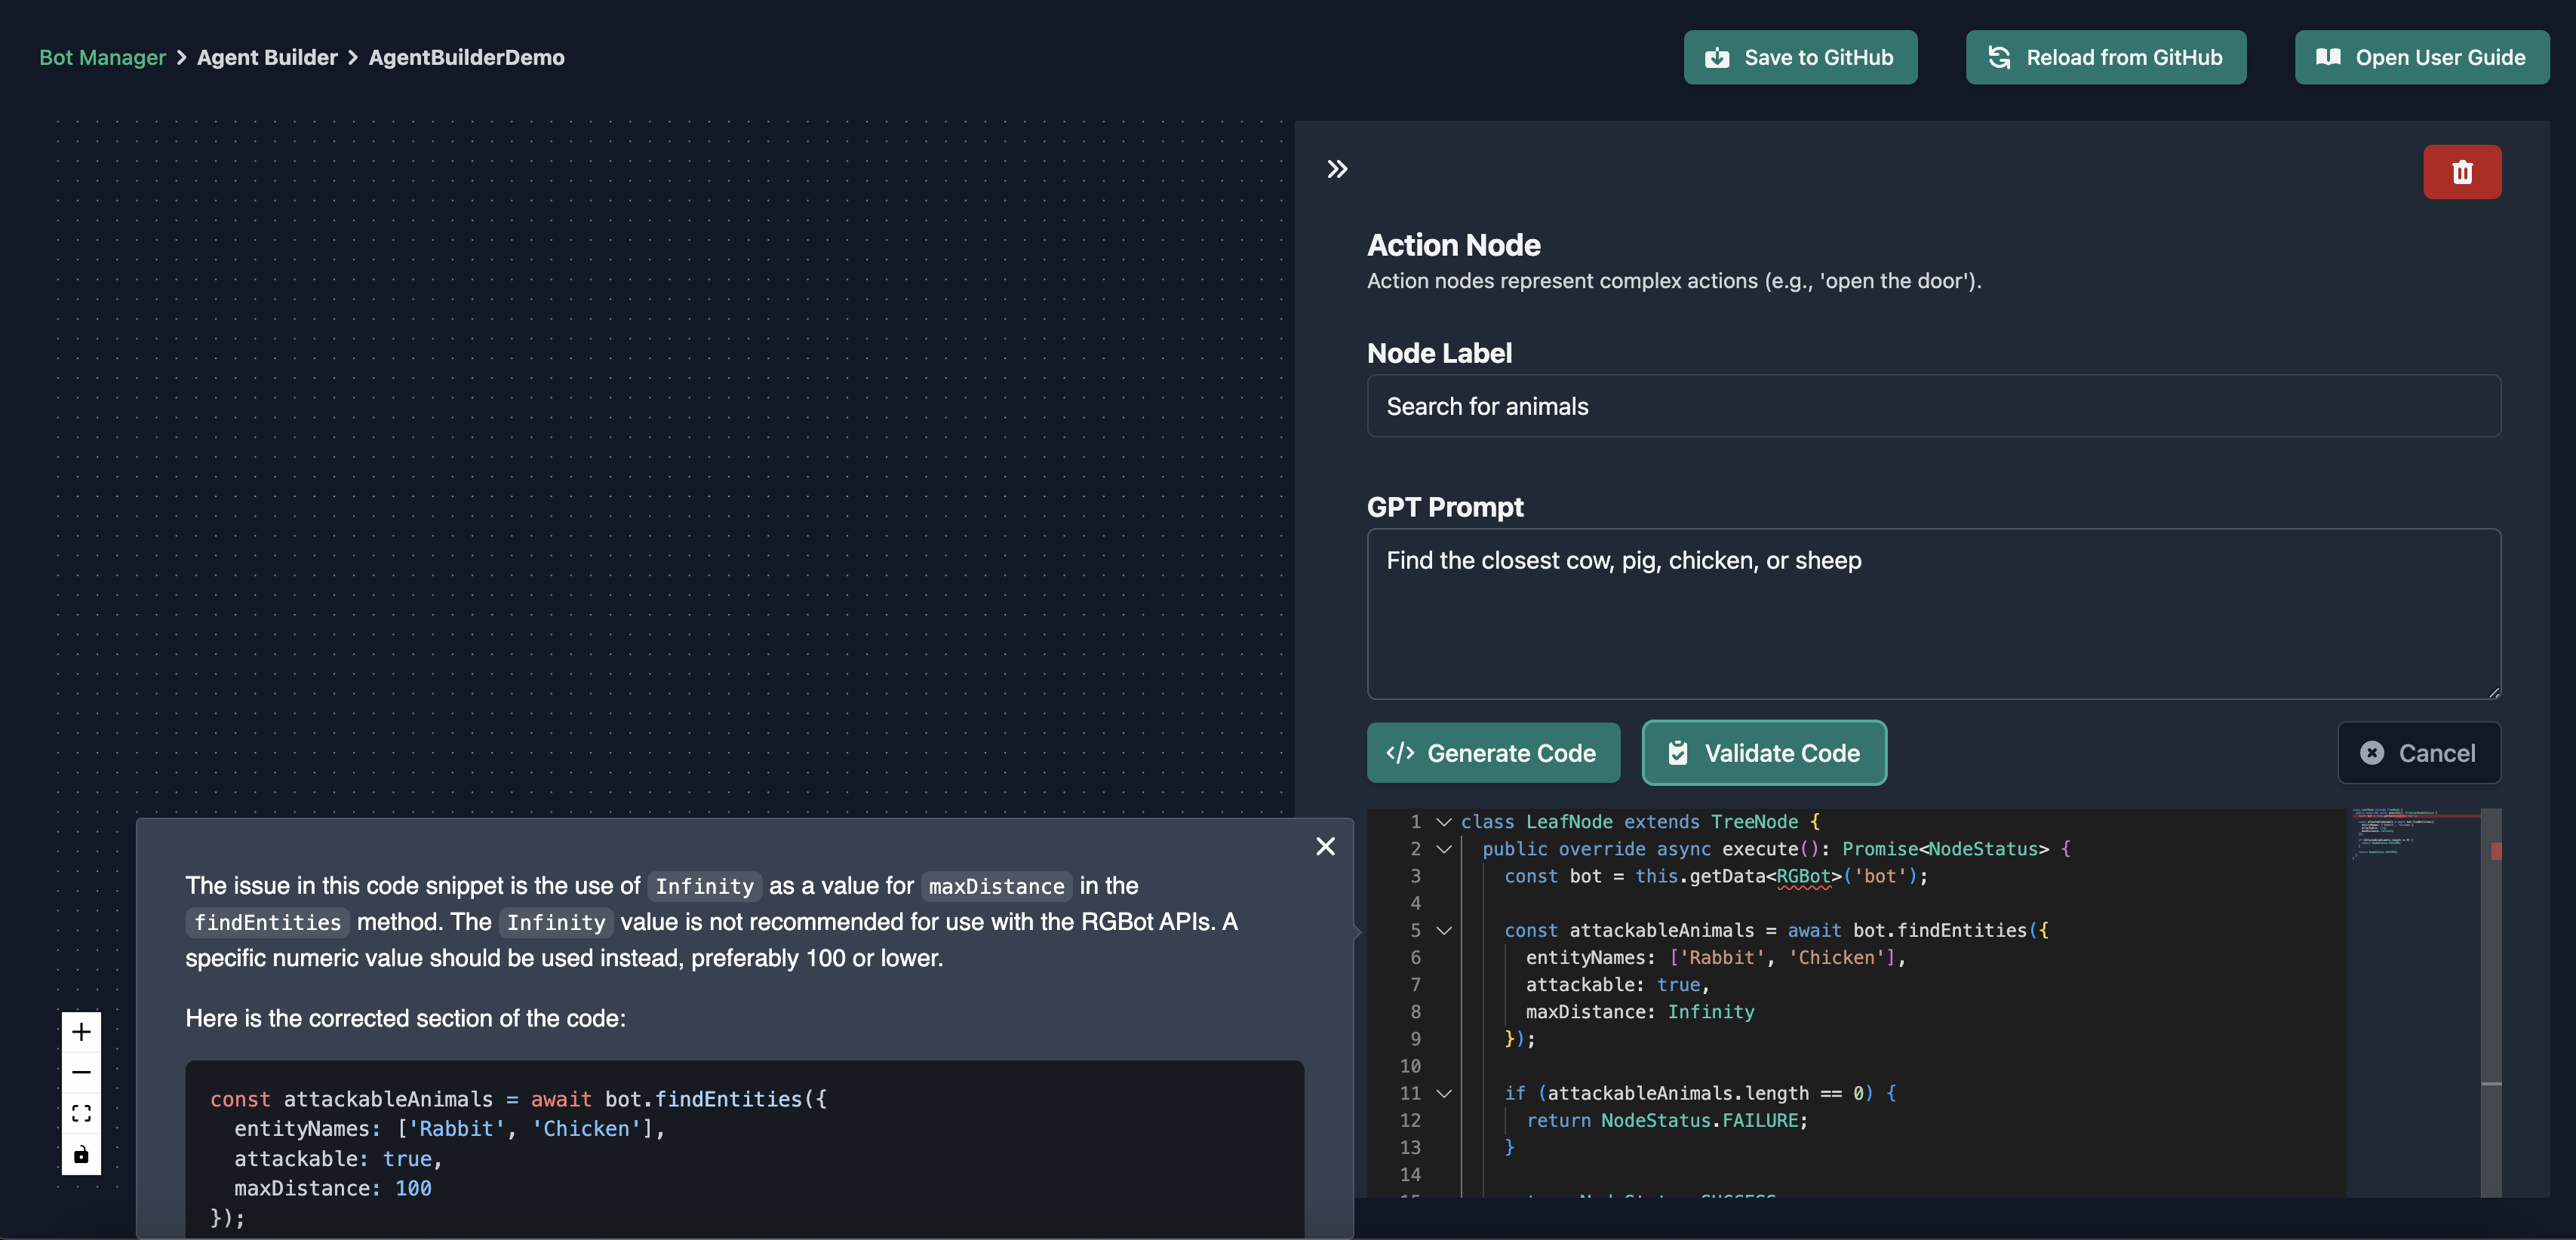 Bot Manager > Agent Builder > AgentBuilderDemo
Save to GitHub
Reload from GitHub
Open User Guide
Action Node
Action nodes represent complex actions (e.g., 'open the door').
Node Label
Search for animals
GPT Prompt
Find the closest cow, pig, chicken, or sheep
</> Generate Code
Validate Code
Cancel
The issue in this code snippet is the use of Infinity as a value for maxDistance in the
findEntities method. The Infinity value is not recommended for use with the RGBot APIs. A
specific numeric value should be used instead, preferably 100 or lower.
Here is the corrected section of the code:
const attackableAnimals = await bot.findEntities({
  entityNames: ['Rabbit', 'Chicken'],
  attackable: true,
  maxDistance: 100
});
1 class LeafNode extends TreeNode {
2   public override async execute(): Promise<NodeStatus> {
3     const bot = this.getData<RGBot>('bot');
4
5     const attackableAnimals = await bot.findEntities({
6       entityNames: ['Rabbit', 'Chicken'],
7       attackable: true,
8       maxDistance: Infinity
9     });
10
11     if (attackableAnimals.length == 0) {
12       return NodeStatus.FAILURE;
13     }
14